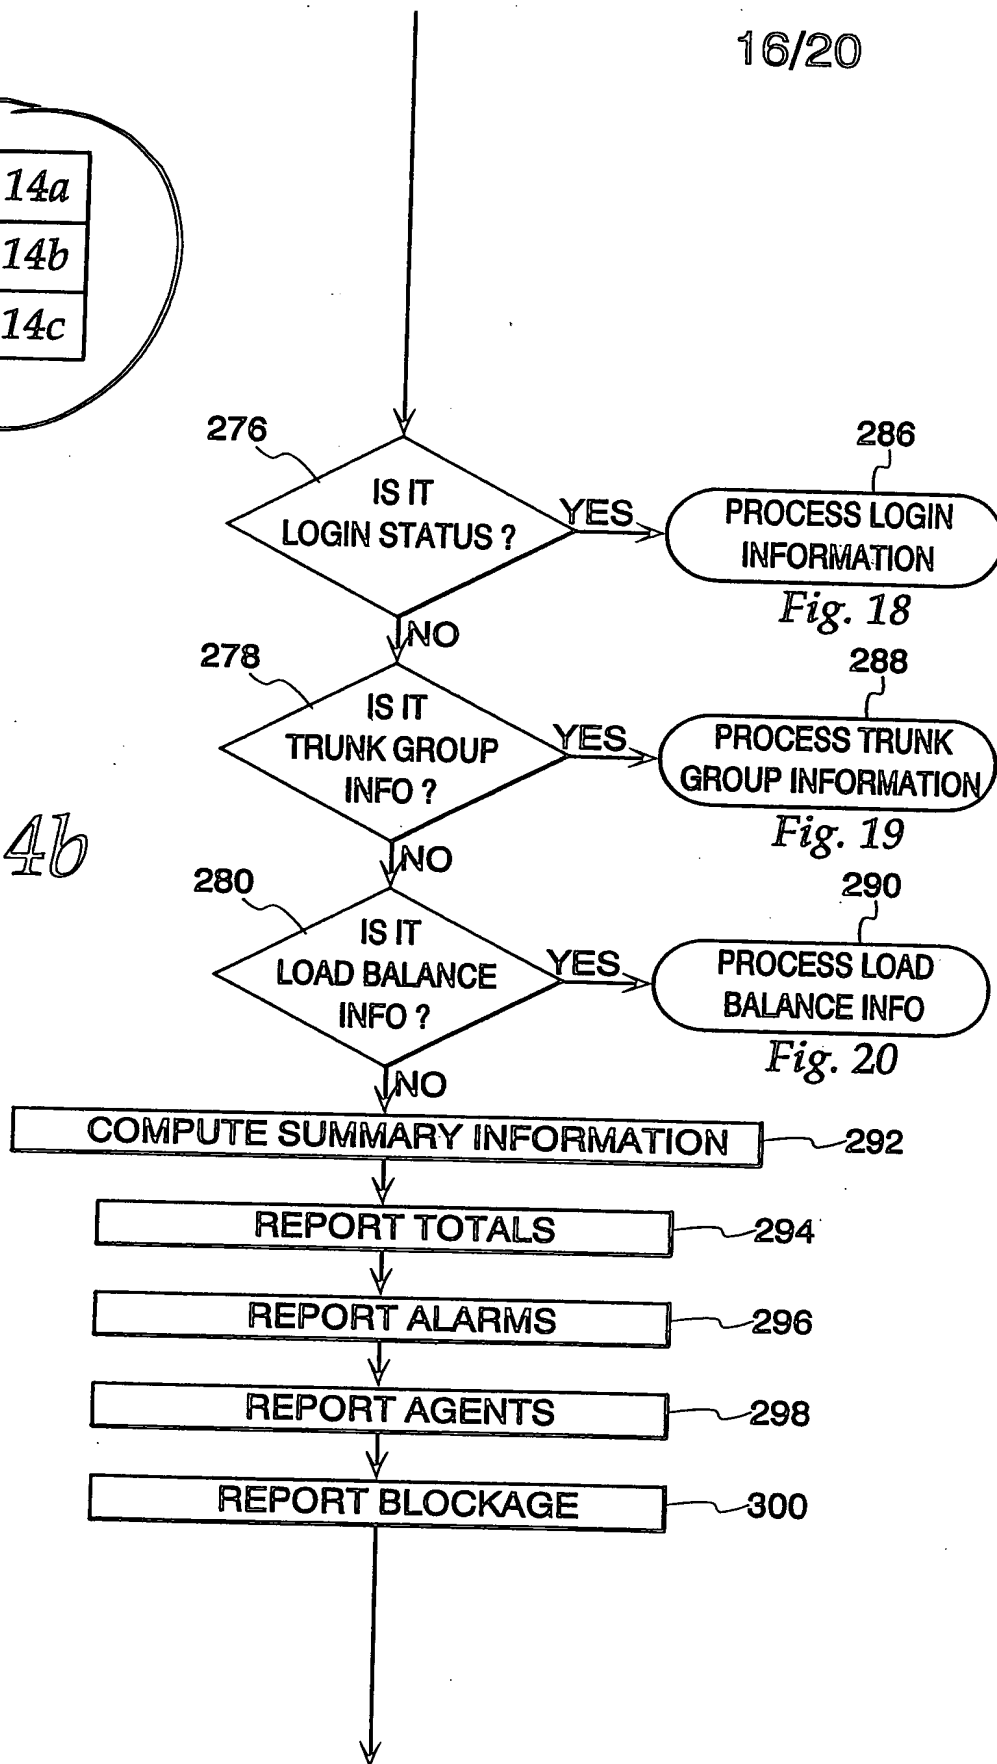 16/20
14a
14b
14c
276
286
IS IT
LOGIN STATUS ?
YES
PROCESS LOGIN
INFORMATION
Fig. 18
NO
278
288
IS IT
TRUNK GROUP
INFO ?
YES
PROCESS TRUNK
GROUP INFORMATION
Fig. 19
4b
NO
280
290
IS IT
LOAD BALANCE
INFO ?
YES
PROCESS LOAD
BALANCE INFO
Fig. 20
NO
COMPUTE SUMMARY INFORMATION
292
REPORT TOTALS
294
REPORT ALARMS
296
REPORT AGENTS
298
REPORT BLOCKAGE
300